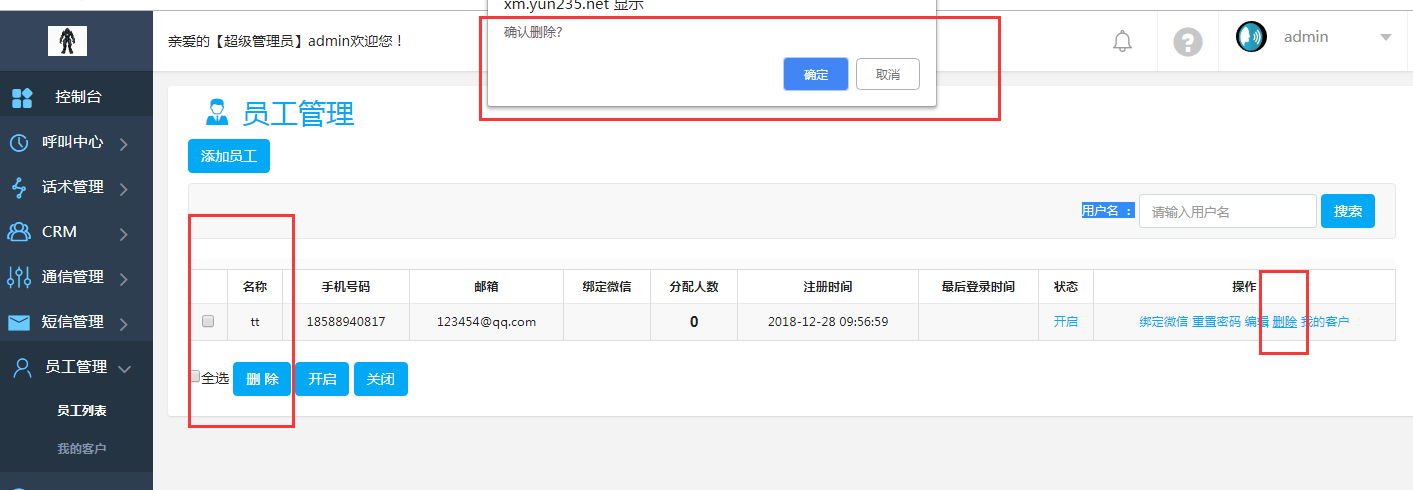 xm.yun235.net 显示
确认删除?
确定 取消
亲爱的【超级管理员】admin欢迎您！
? admin
控制台
呼叫中心
话术管理
CRM
通信管理
短信管理
员工管理
员工列表
我的客户
员工管理
添加员工
用户名 ： 请输入用户名 搜索
名称 手机号码 邮箱 绑定微信 分配人数 注册时间 最后登录时间 状态 操作
tt 18588940817 123454@qq.com 0 2018-12-28 09:56:59 开启 绑定微信 重置密码 编辑 删除 我的客户
全选 删 除 开启 关闭